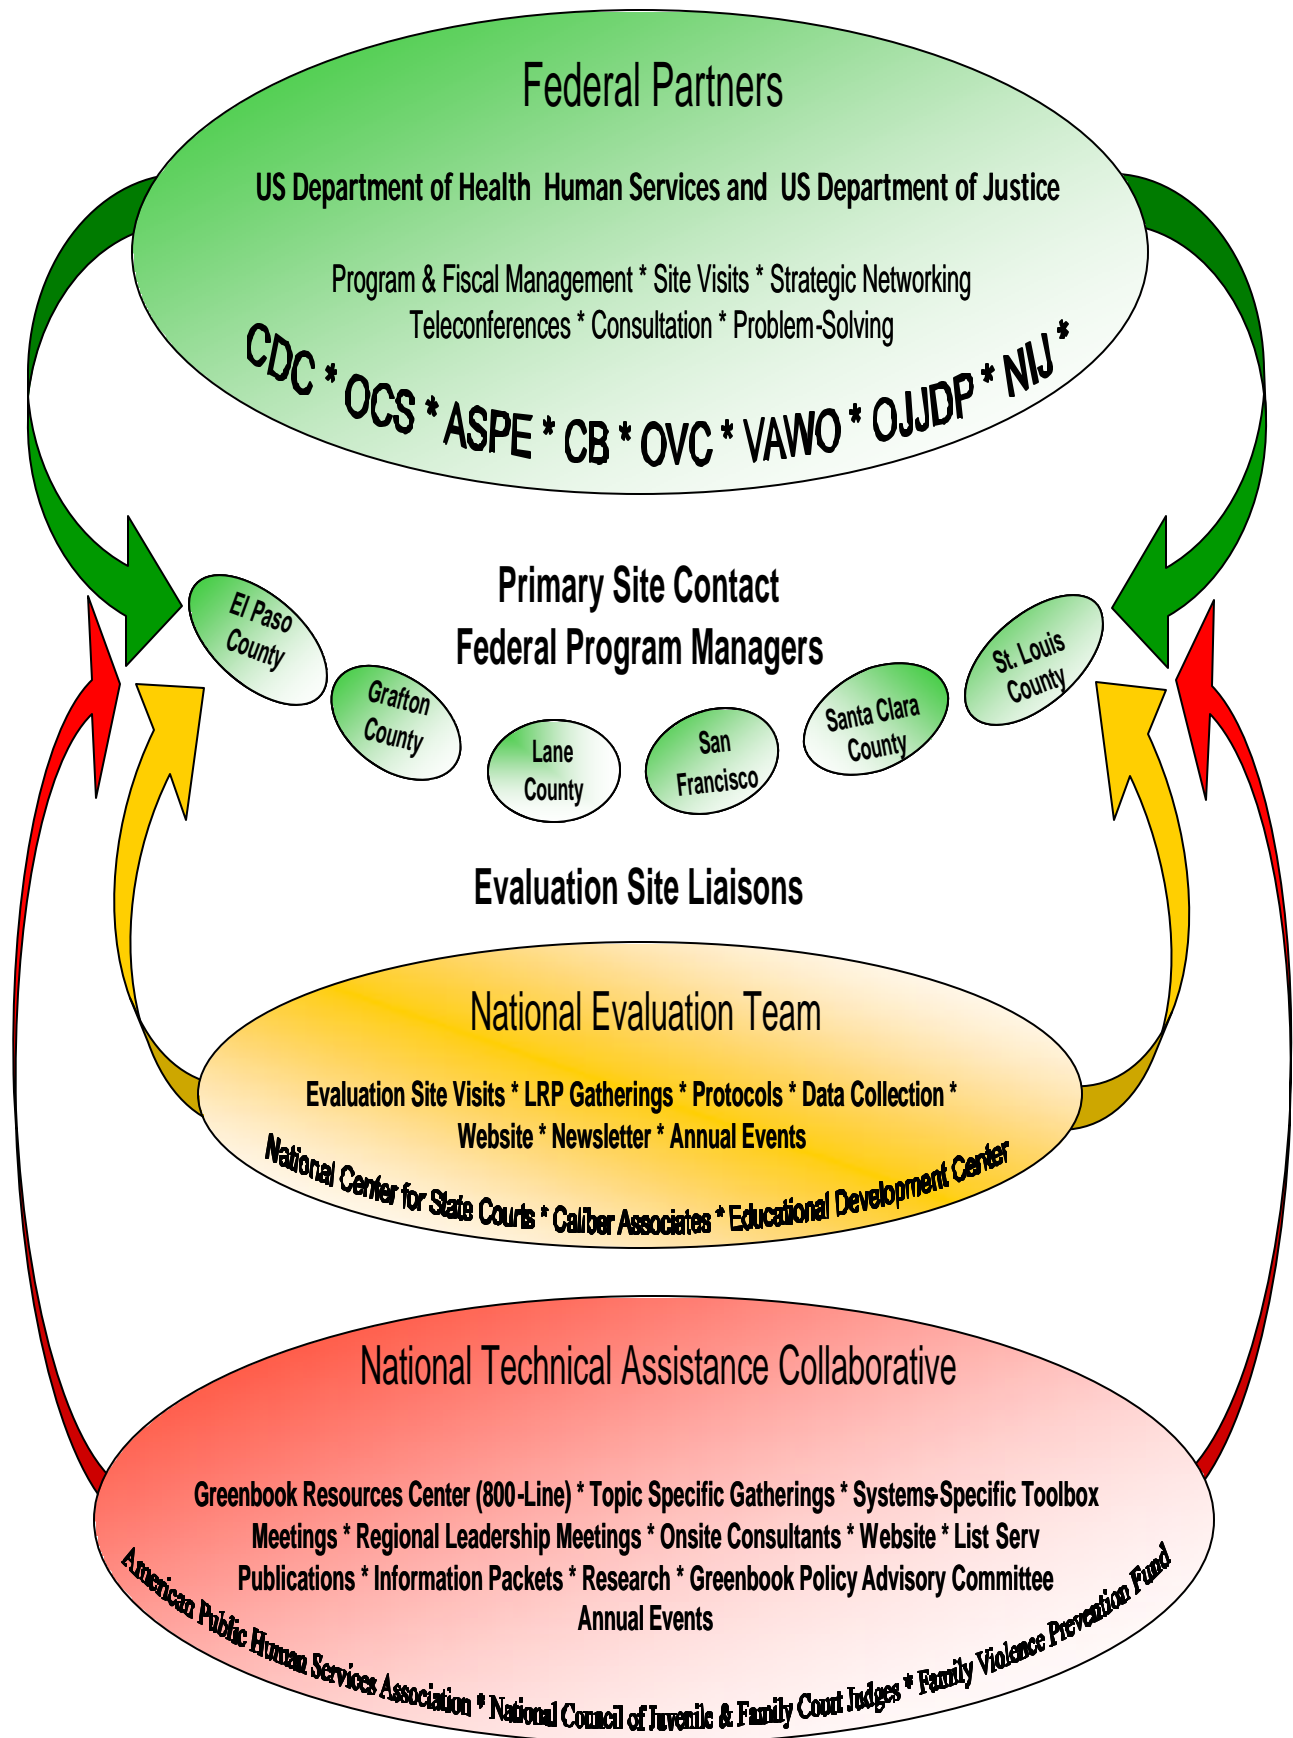 Federal Partners
US Department of Health Human Services and US Department of Justice
Program & Fiscal Management * Site Visits * Strategic Networking
Teleconferences * Consultation * Problem-Solving
CDC * OCS * ASPE * CB * OVC * VAWO * OJJDP * NIJ *
Primary Site Contact
Federal Program Managers
El Paso
County
Grafton
County
Lane
County
San
Francisco
Santa Clara
County
St. Louis
County
Evaluation Site Liaisons
National Evaluation Team
Evaluation Site Visits * LRP Gatherings * Protocols * Data Collection *
Website * Newsletter * Annual Events
National Center for State Courts * Caliber Associates * Educational Development Center
National Technical Assistance Collaborative
Greenbook Resources Center (800-Line) * Topic Specific Gatherings * Systems-Specific Toolbox
Meetings * Regional Leadership Meetings * Onsite Consultants * Website * List Serv
Publications * Information Packets * Research * Greenbook Policy Advisory Committee
Annual Events
American Public Human Services Association * National Council of Juvenile & Family Court Judges * Family Violence Prevention Fund